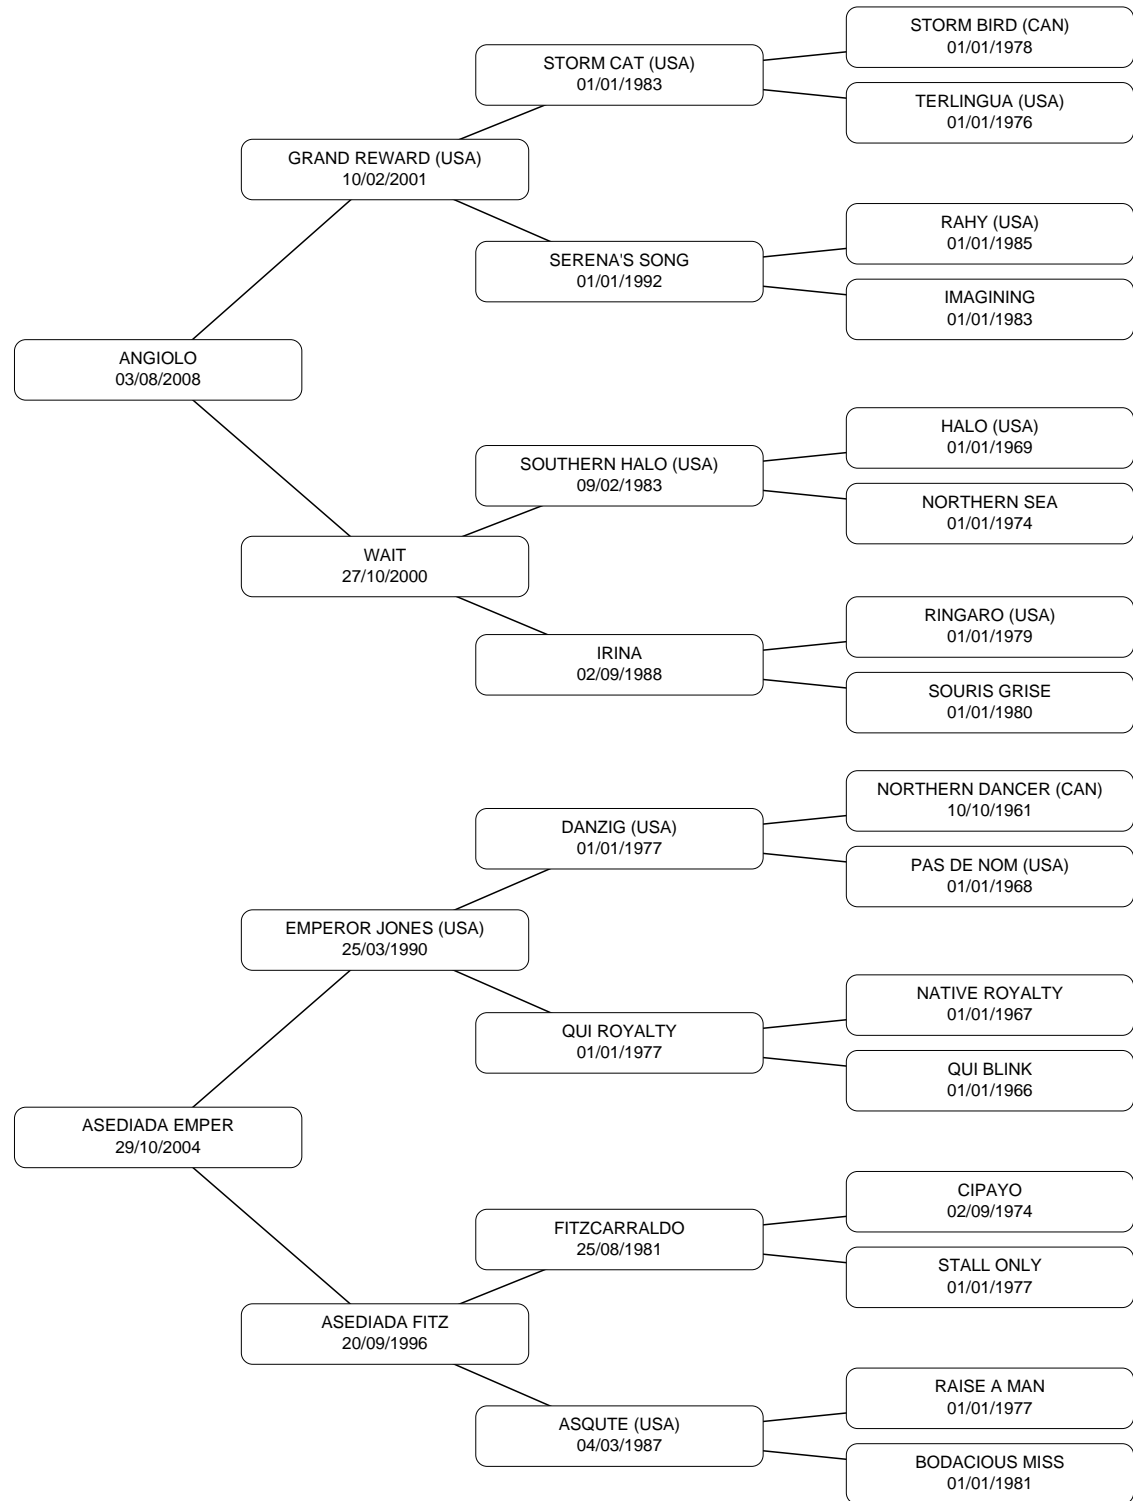 STORM BIRD (CAN)
01/01/1978
STORM CAT (USA)
01/01/1983
TERLINGUA (USA)
01/01/1976
GRAND REWARD (USA)
10/02/2001
RAHY (USA)
01/01/1985
SERENA'S SONG
01/01/1992
IMAGINING
01/01/1983
ANGIOLO
03/08/2008
HALO (USA)
01/01/1969
SOUTHERN HALO (USA)
09/02/1983
NORTHERN SEA
01/01/1974
WAIT
27/10/2000
RINGARO (USA)
01/01/1979
IRINA
02/09/1988
SOURIS GRISE
01/01/1980
NORTHERN DANCER (CAN)
10/10/1961
DANZIG (USA)
01/01/1977
PAS DE NOM (USA)
01/01/1968
EMPEROR JONES (USA)
25/03/1990
NATIVE ROYALTY
01/01/1967
QUI ROYALTY
01/01/1977
QUI BLINK
01/01/1966
ASEDIADA EMPER
29/10/2004
CIPAYO
02/09/1974
FITZCARRALDO
25/08/1981
STALL ONLY
01/01/1977
ASEDIADA FITZ
20/09/1996
RAISE A MAN
01/01/1977
ASQUTE (USA)
04/03/1987
BODACIOUS MISS
01/01/1981